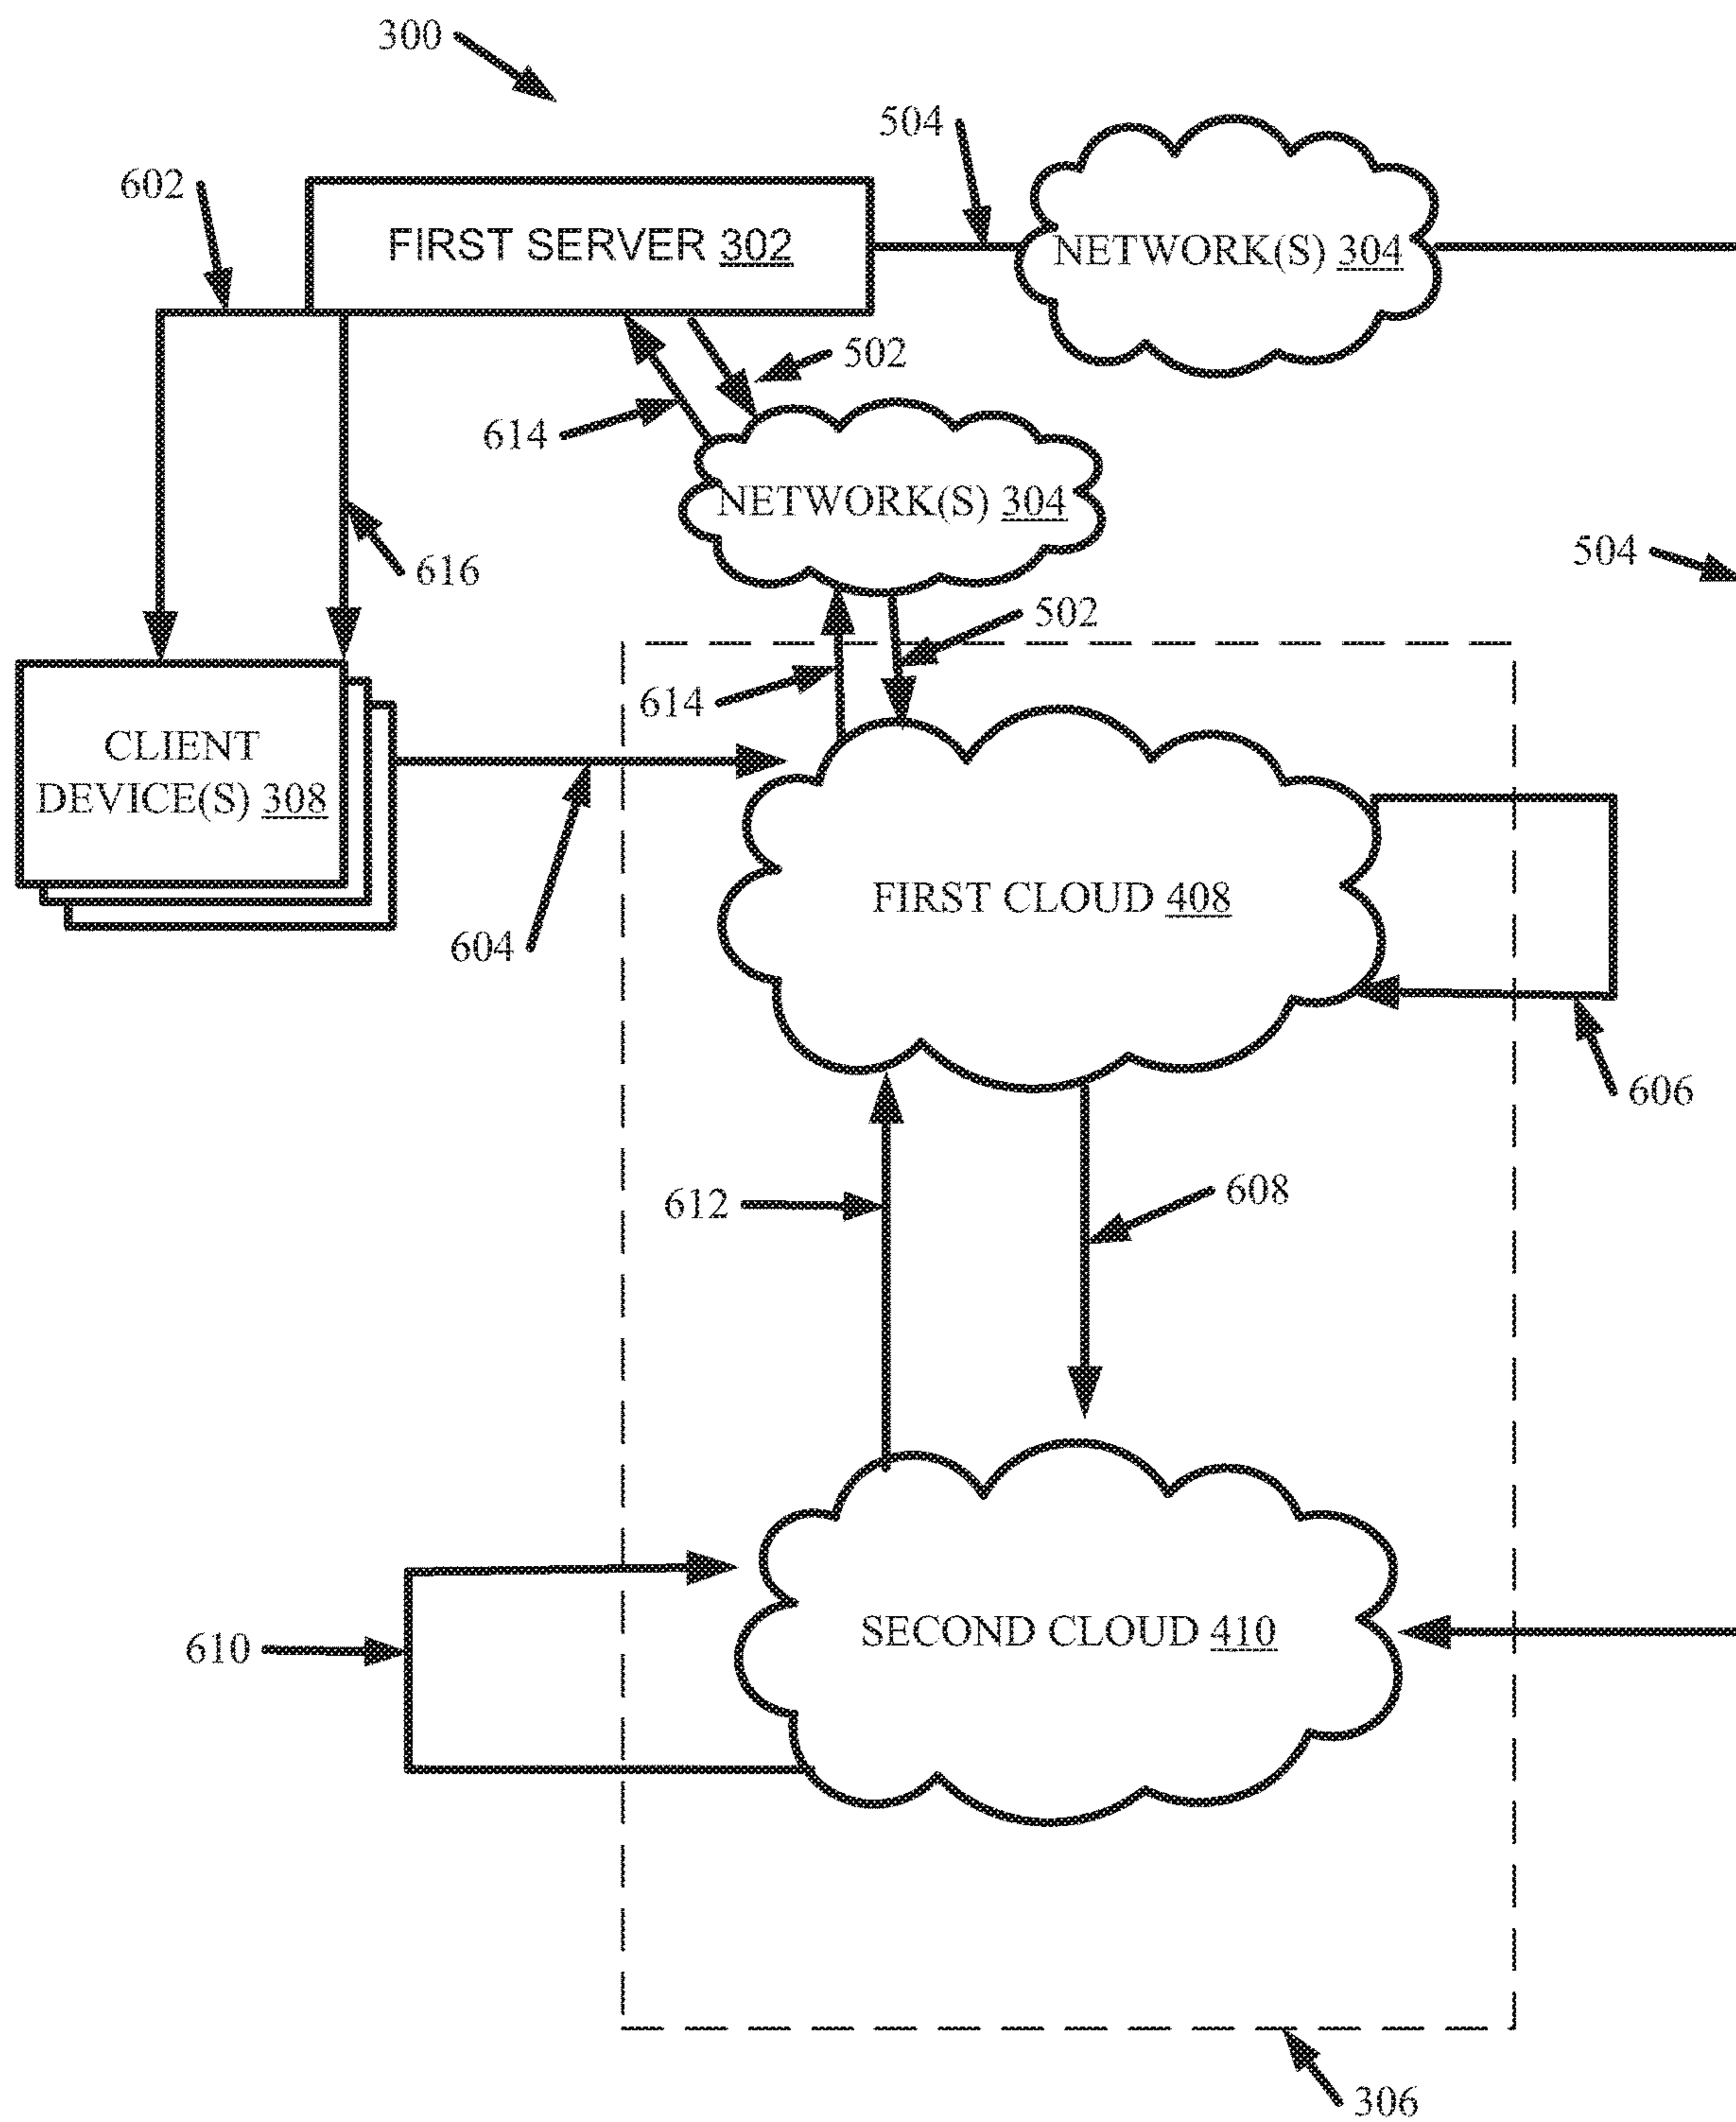 300
504
602
FIRST SERVER 302
NETWORK(S) 304
502
614
NETWORK(S) 304
504
616
502
614
CLIENT
DEVICE(S) 308
FIRST CLOUD 408
604
606
612
608
SECOND CLOUD 410
610
306